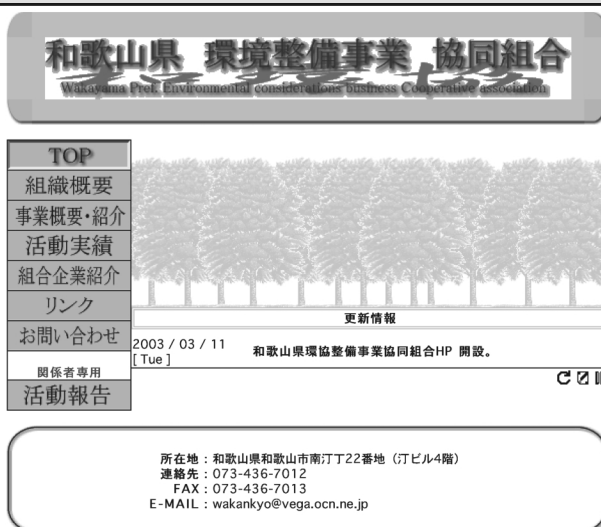 和歌山県 環境整備事業 協同組合
Wakayama Pref. Environmental considerations business Cooperative association
TOP
組織概要
事業概要・紹介
活動実績
組合企業紹介
リンク
お問い合わせ
関係者専用
活動報告
更新情報
2003 / 03 / 11
[ Tue ]
和歌山県環協整備事業協同組合HP 開設。
所在地：和歌山県和歌山市南汀丁22番地（汀ビル4階）
連絡先：073-436-7012
FAX：073-436-7013
E-MAIL：wakankyo@vega.ocn.ne.jp